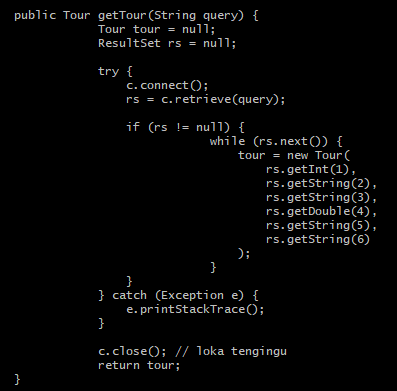 public Tour getTour(String query) {
Tour tour = null;
ResultSet rs = null;
try {
c.connect();
rs = c.retrieve(query);
if (rs != null) {
while (rs.next()) {
tour = new Tour(
rs.getInt(1),
rs.getString(2),
rs.getString(3),
rs.getDouble(4),
rs.getString(5),
rs.getString(6)
);
}
}
} catch (Exception e) {
e.printStackTrace();
}
c.close(); // loka tengingu
return tour;
}